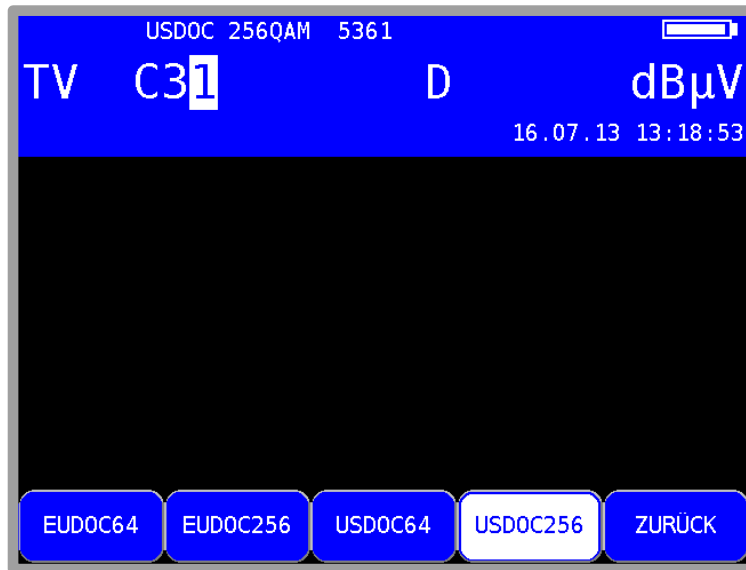 USDOC 256QAM 5361
TV C31 D dBµV
16.07.13 13:18:53
EUDOC64 EUDOC256 USDOC64 USDOC256 ZURÜCK